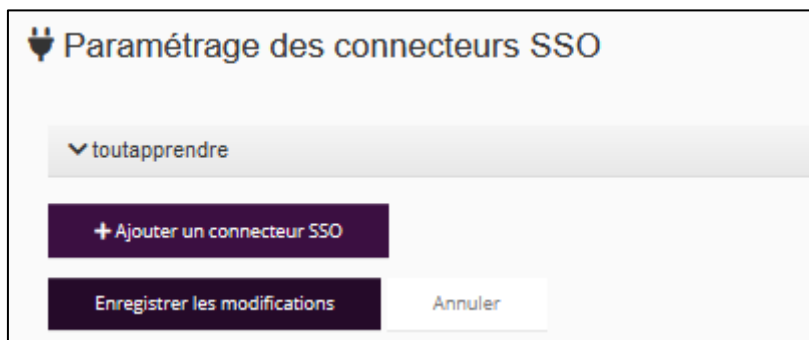 Paramétrage des connecteurs SSO
toutapprendre
+ Ajouter un connecteur SSO
Enregistrer les modifications Annuler